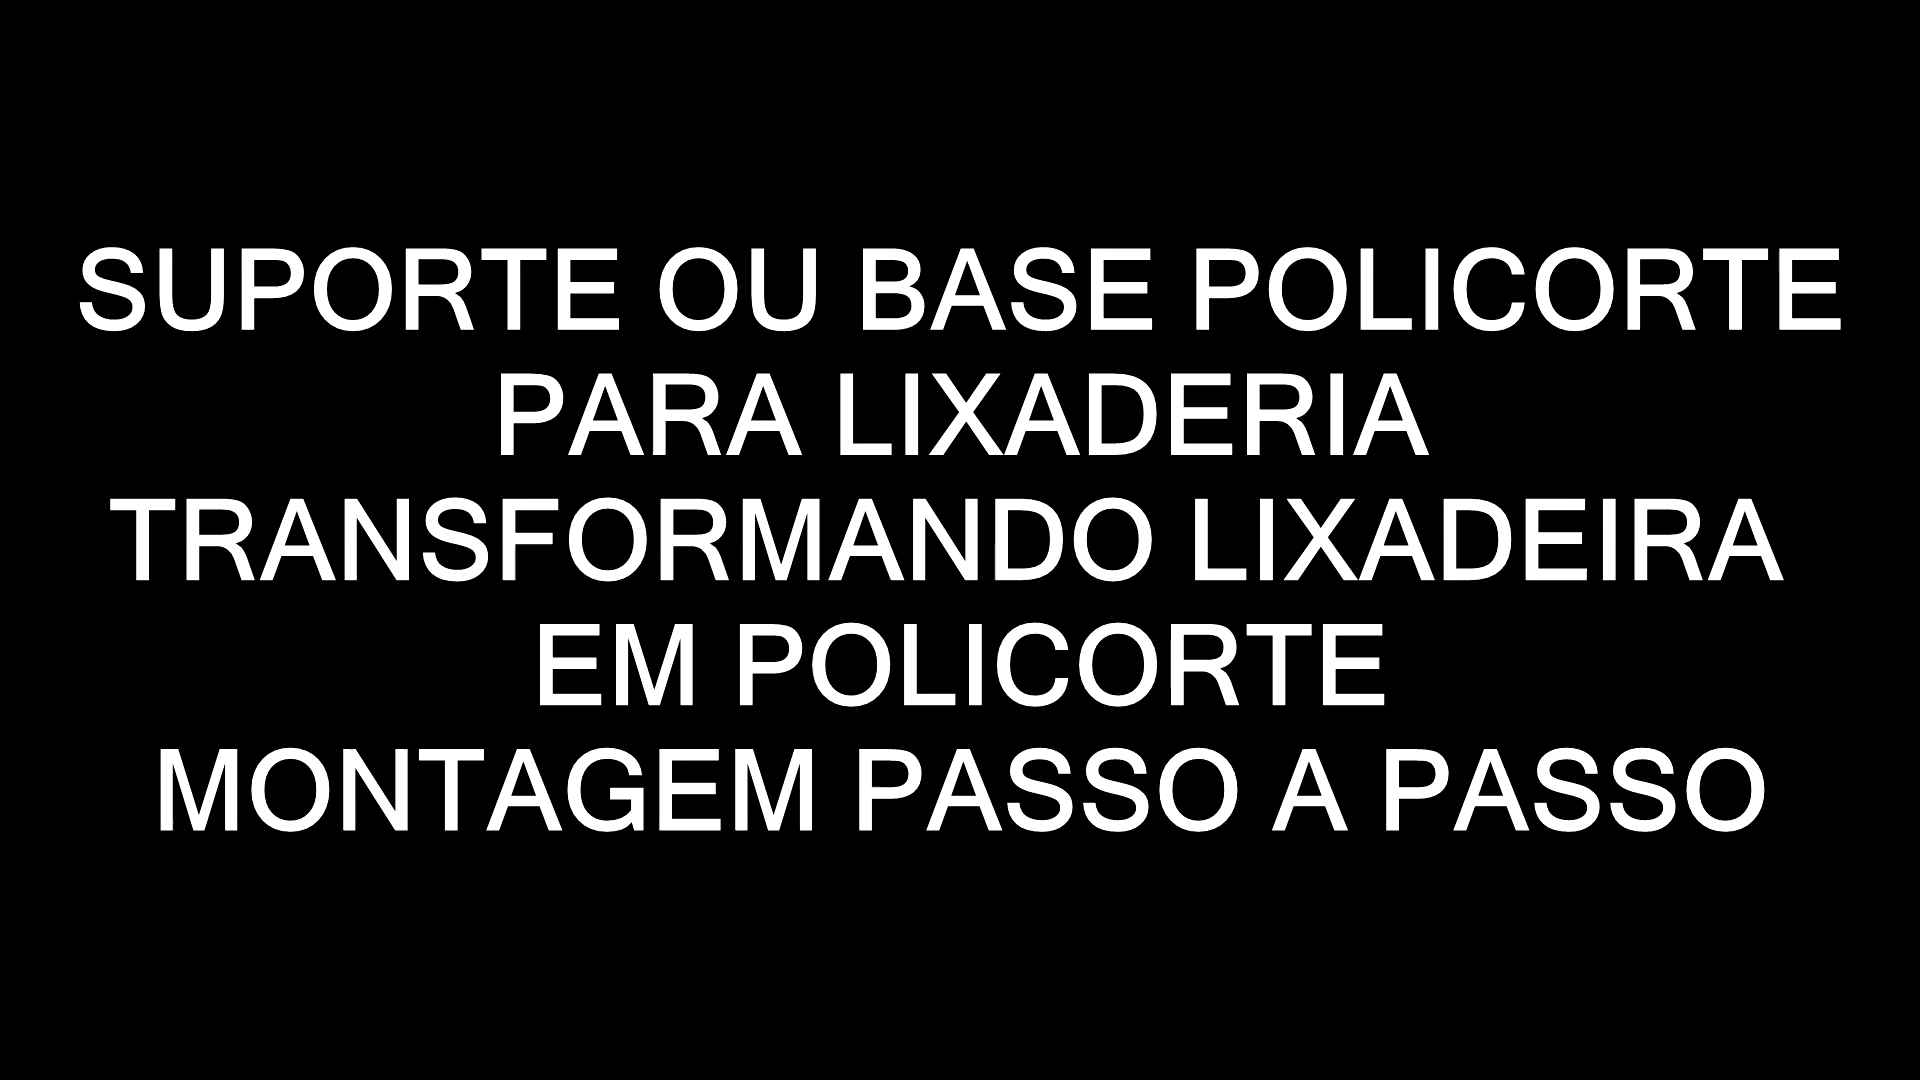 SUPORTE OU BASE POLICORTE
PARA LIXADERIA
TRANSFORMANDO LIXADEIRA
EM POLICORTE
MONTAGEM PASSO A PASSO